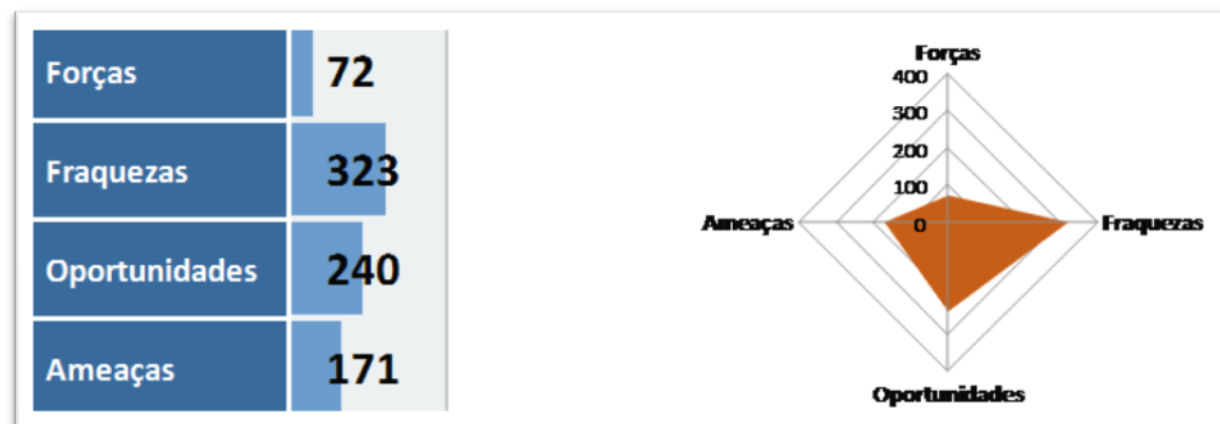 Forças 72
Fraquezas 323
Oportunidades 240
Ameaças 171
Forças
400
300
200
100
0
Ameaças
Fraquezas
Oportunidades